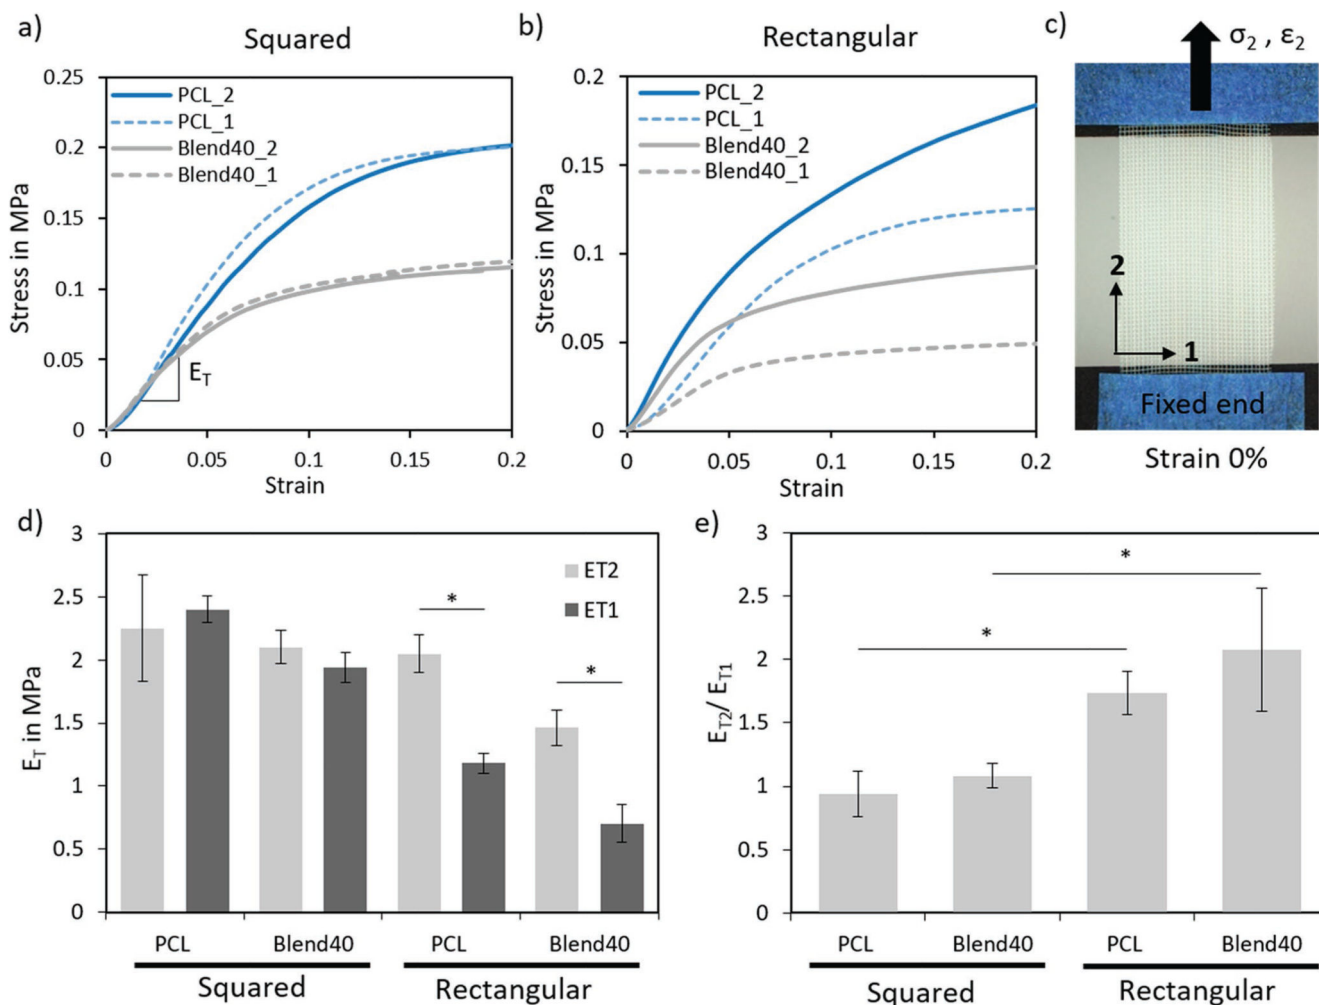 a)
Squared
0.25
0.2
0.15
0.1
0.05
0
Stress in MPa
PCL_2
PCL_1
Blend40_2
Blend40_1
E_T
0
0.05
0.1
0.15
0.2
Strain
b)
Rectangular
0.2
0.15
0.1
0.05
0
Stress in MPa
PCL_2
PCL_1
Blend40_2
Blend40_1
0
0.05
0.1
0.15
0.2
Strain
c)
σ₂ , ε₂
2
1
Fixed end
Strain 0%
d)
3
2.5
2
1.5
1
0.5
0
E_T in MPa
ET2
ET1
*
*
PCL
Blend40
PCL
Blend40
Squared
Rectangular
e)
3
2.5
2
1.5
1
0.5
0
E_T2/ E_T1
*
*
PCL
Blend40
PCL
Blend40
Squared
Rectangular